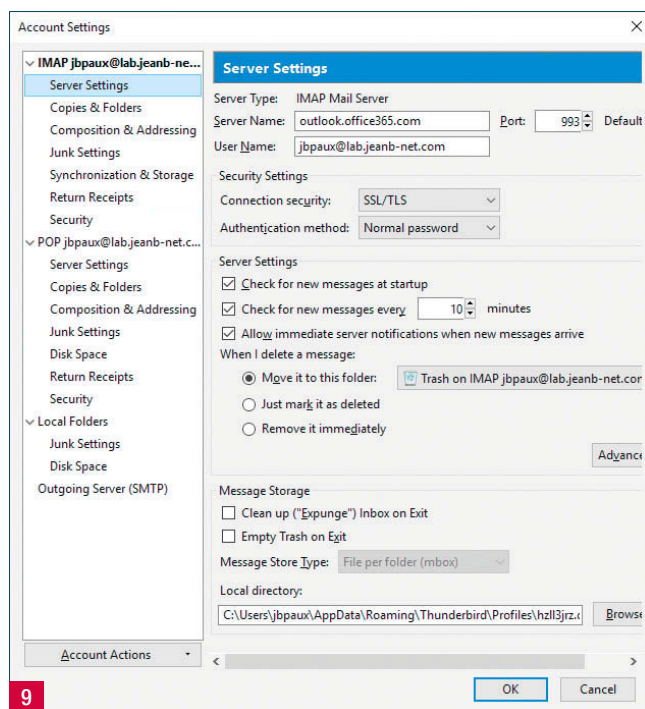 Account Settings
IMAP jbpaux@lab.jeanb-ne...
Server Settings
Copies & Folders
Composition & Addressing
Junk Settings
Synchronization & Storage
Return Receipts
Security
POP jbpaux@lab.jeanb-net.c...
Server Settings
Copies & Folders
Composition & Addressing
Junk Settings
Disk Space
Return Receipts
Security
Local Folders
Junk Settings
Disk Space
Outgoing Server (SMTP)
Account Actions
Server Settings
Server Type: IMAP Mail Server
Server Name: outlook.office365.com Port: 993 Default
User Name: jbpaux@lab.jeanb-net.com
Security Settings
Connection security: SSL/TLS
Authentication method: Normal password
Server Settings
Check for new messages at startup
Check for new messages every 10 minutes
Allow immediate server notifications when new messages arrive
When I delete a message:
Move it to this folder: Trash on IMAP jbpaux@lab.jeanb-net.cor
Just mark it as deleted
Remove it immediately
Advance
Message Storage
Clean up ("Expunge") Inbox on Exit
Empty Trash on Exit
Message Store Type: File per folder (mbox)
Local directory:
C:\Users\jbpaux\AppData\Roaming\Thunderbird\Profiles\hzll3jrz.c Browse
OK Cancel
9